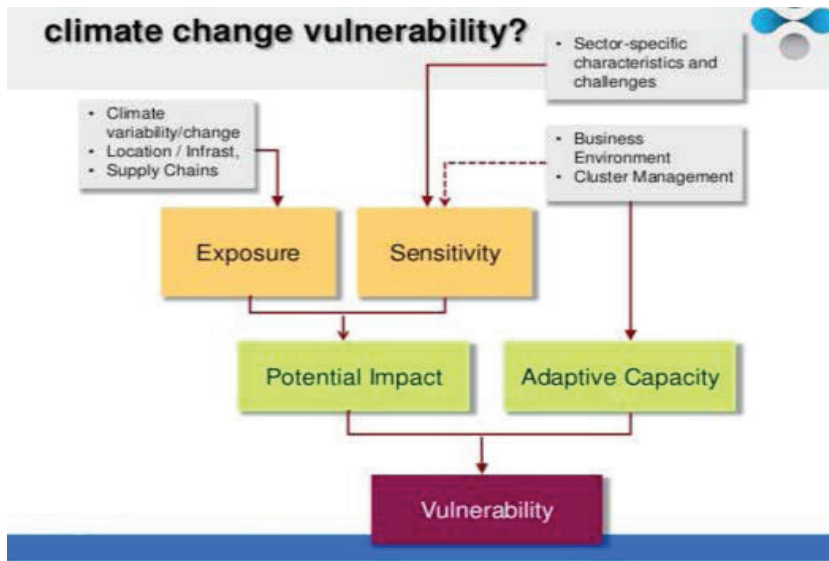 climate change vulnerability?
• Sector-specific
characteristics and
challenges
• Climate
variability/change
• Location / Infrast,
• Supply Chains
• Business
Environment
• Cluster Management
Exposure
Sensitivity
Potential Impact
Adaptive Capacity
Vulnerability